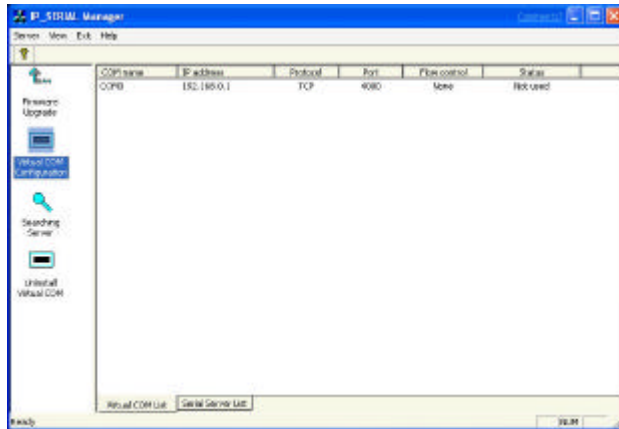 IP_SERIAL Manager
Server View Exit Help
COM name IP address Protocol Port Flow control Status
192.168.0.1 TCP 4000 None Not used
Firmware
Upgrade
Virtual COM
Configuration
Searching
Server
Uninstall
Virtual COM
Virtual COM List Serial Server List
Ready NUM